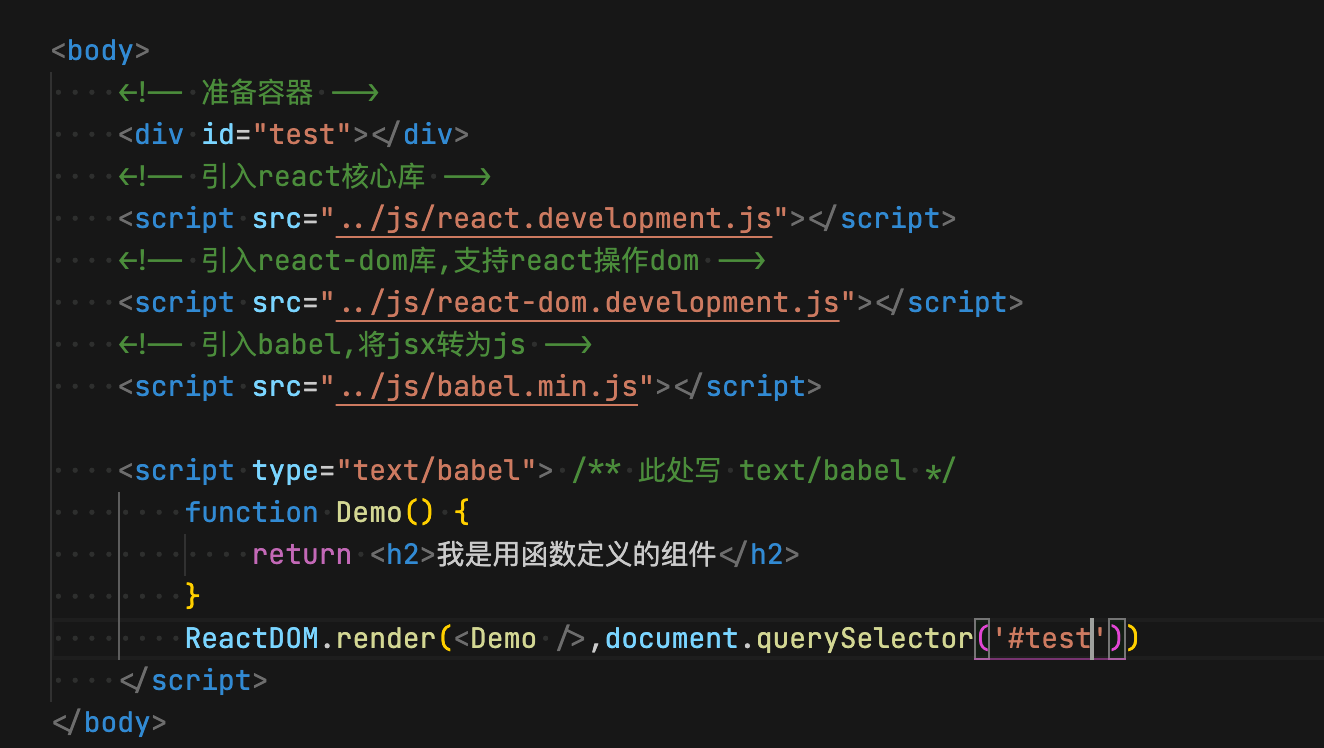 <body>
<!-- 准备容器 -->
<div id="test"></div>
<!-- 引入react核心库 -->
<script src="../js/react.development.js"></script>
<!-- 引入react-dom库,支持react操作dom -->
<script src="../js/react-dom.development.js"></script>
<!-- 引入babel,将jsx转为js -->
<script src="../js/babel.min.js"></script>
<script type="text/babel"> /** 此处写 text/babel */
function Demo() {
return <h2>我是用函数定义的组件</h2>
}
ReactDOM.render(<Demo />,document.querySelector('#test'))
</script>
</body>